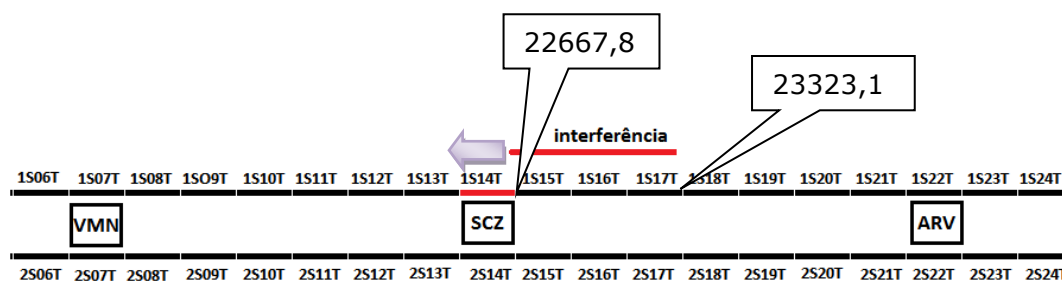 22667,8
23323,1
interferência
1S06T 1S07T 1S08T 1SO9T 1S10T 1S11T 1S12T 1S13T 1S14T 1S15T 1S16T 1S17T 1S18T 1S19T 1S20T 1S21T 1S22T 1S23T 1S24T
VMN SCZ ARV
2S06T 2S07T 2S08T 2S09T 2S10T 2S11T 2S12T 2S13T 2S14T 2S15T 2S16T 2S17T 2S18T 2S19T 2S20T 2S21T 2S22T 2S23T 2S24T